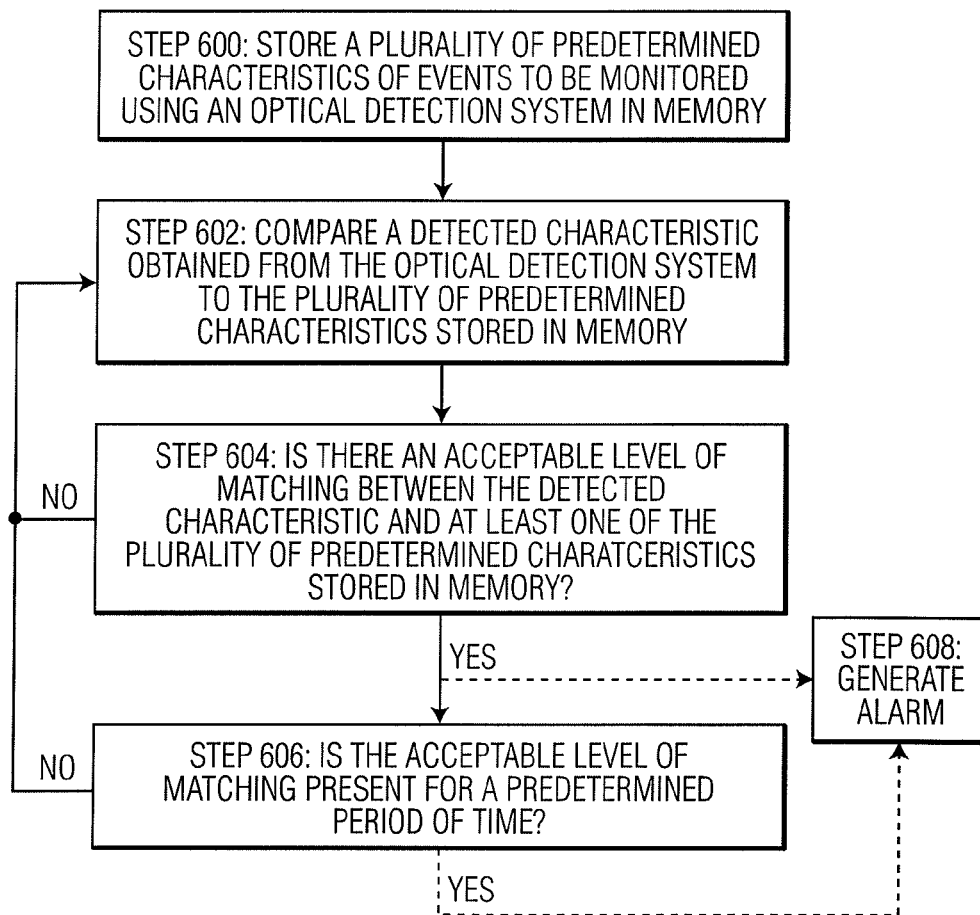 STEP 600: STORE A PLURALITY OF PREDETERMINED
CHARACTERISTICS OF EVENTS TO BE MONITORED
USING AN OPTICAL DETECTION SYSTEM IN MEMORY
STEP 602: COMPARE A DETECTED CHARACTERISTIC
OBTAINED FROM THE OPTICAL DETECTION SYSTEM
TO THE PLURALITY OF PREDETERMINED
CHARACTERISTICS STORED IN MEMORY
STEP 604: IS THERE AN ACCEPTABLE LEVEL OF
MATCHING BETWEEN THE DETECTED
CHARACTERISTIC AND AT LEAST ONE OF THE
PLURALITY OF PREDETERMINED CHARATCERISTICS
STORED IN MEMORY?
NO
YES
STEP 608:
GENERATE
ALARM
STEP 606: IS THE ACCEPTABLE LEVEL OF
MATCHING PRESENT FOR A PREDETERMINED
PERIOD OF TIME?
NO
YES